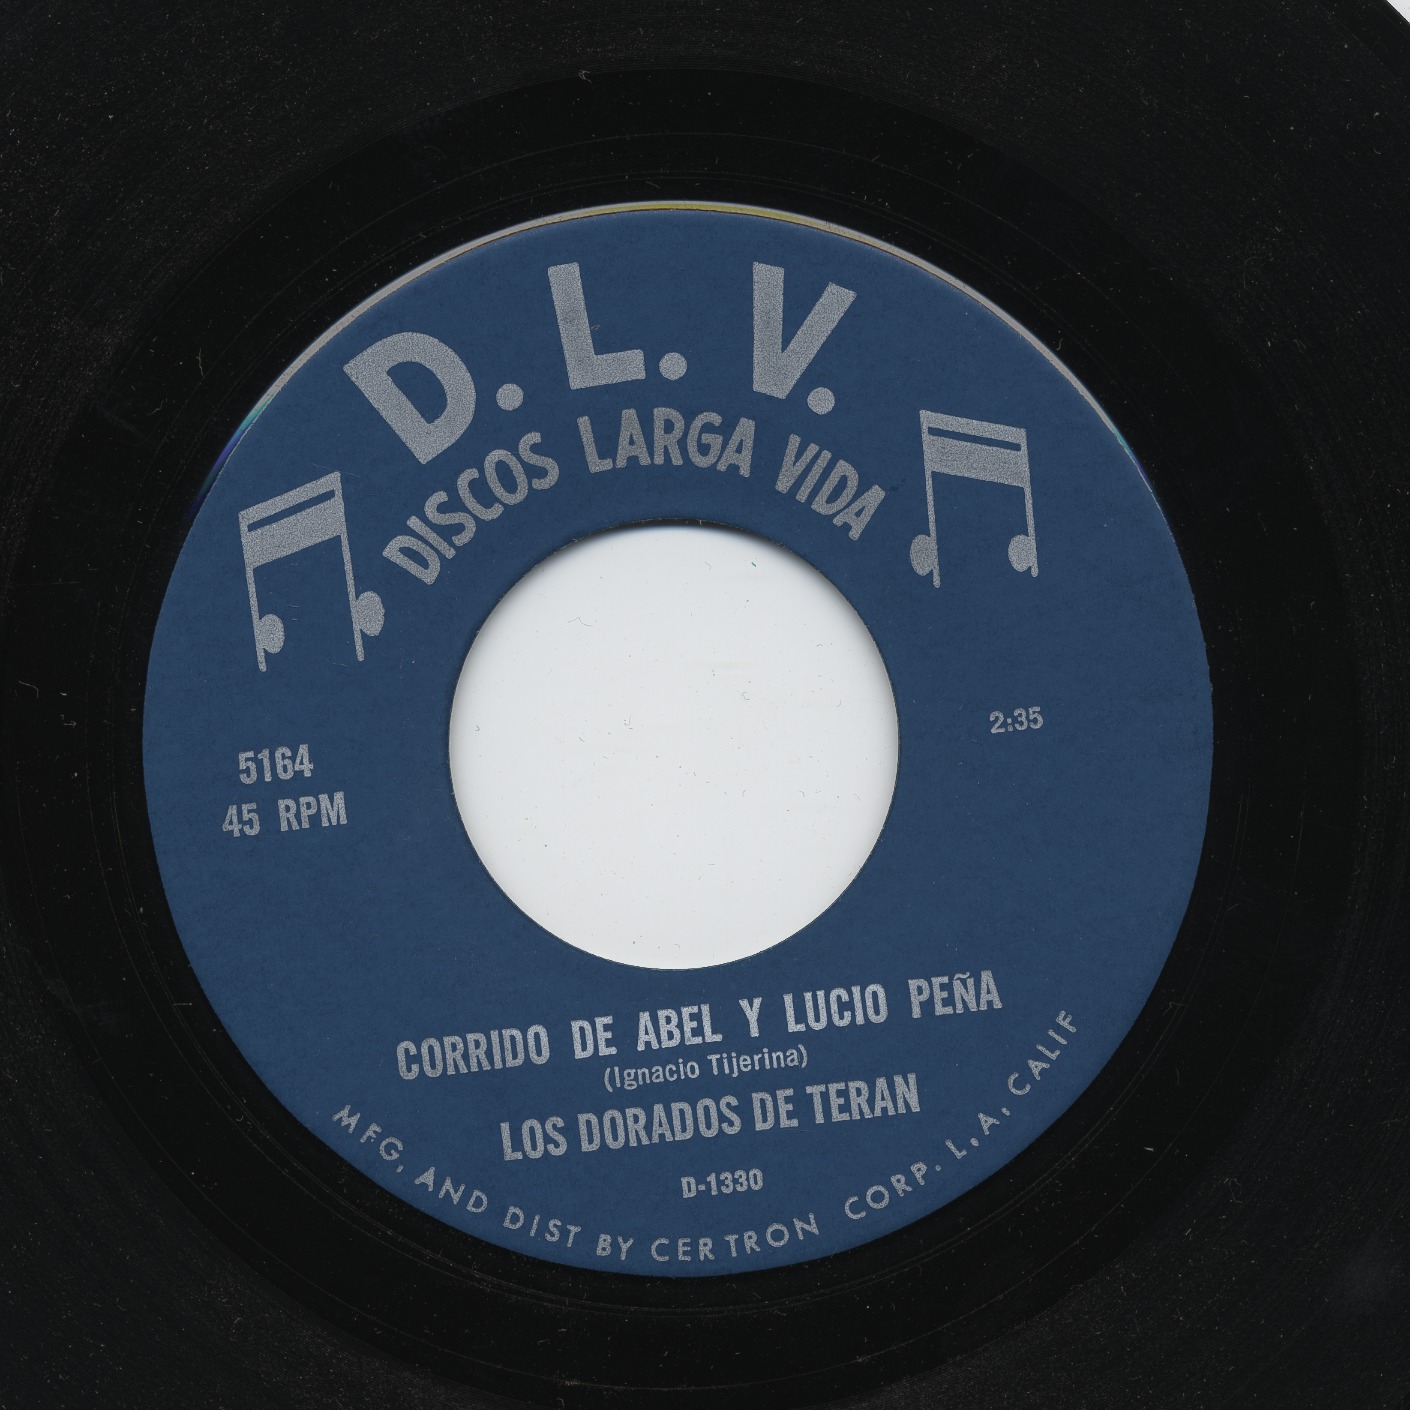 D. L. V.
DISCOS LARGA VIDA
5164
45 RPM
2:35
CORRIDO DE ABEL Y LUCIO PEÑA
(Ignacio Tijerina)
LOS DORADOS DE TERAN
D-1330
MFG, AND DIST BY CERTRON CORP. L, A, CALIF